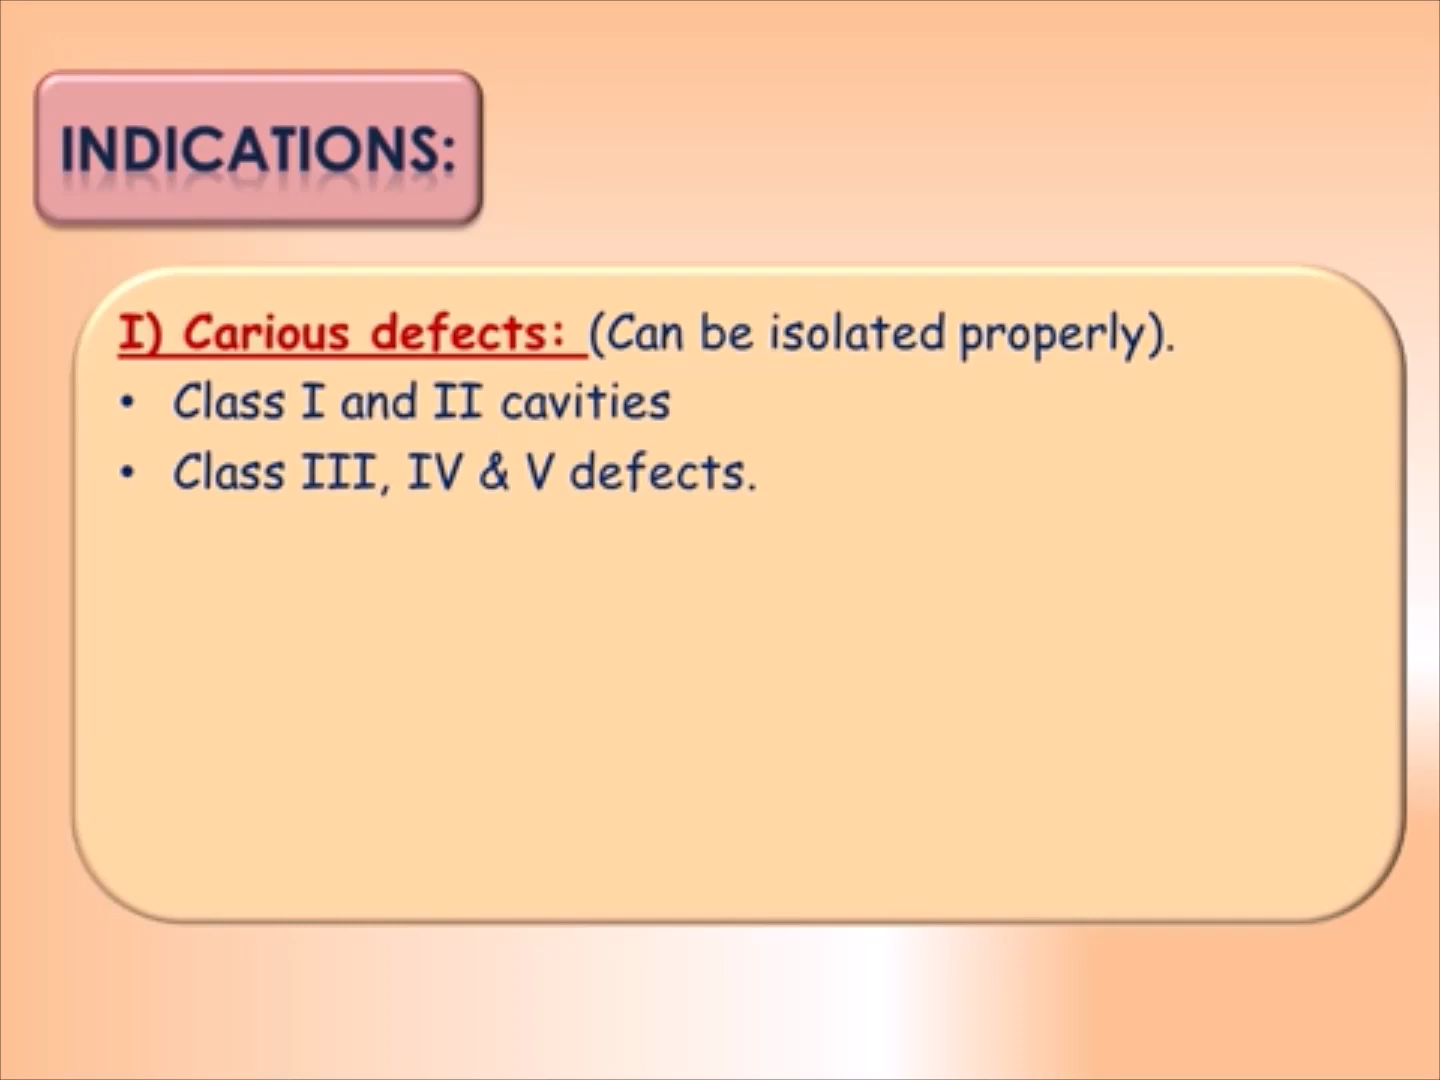 INDICATIONS:
I) Carious defects: (Can be isolated properly).
• Class I and II cavities
• Class III, IV & V defects.